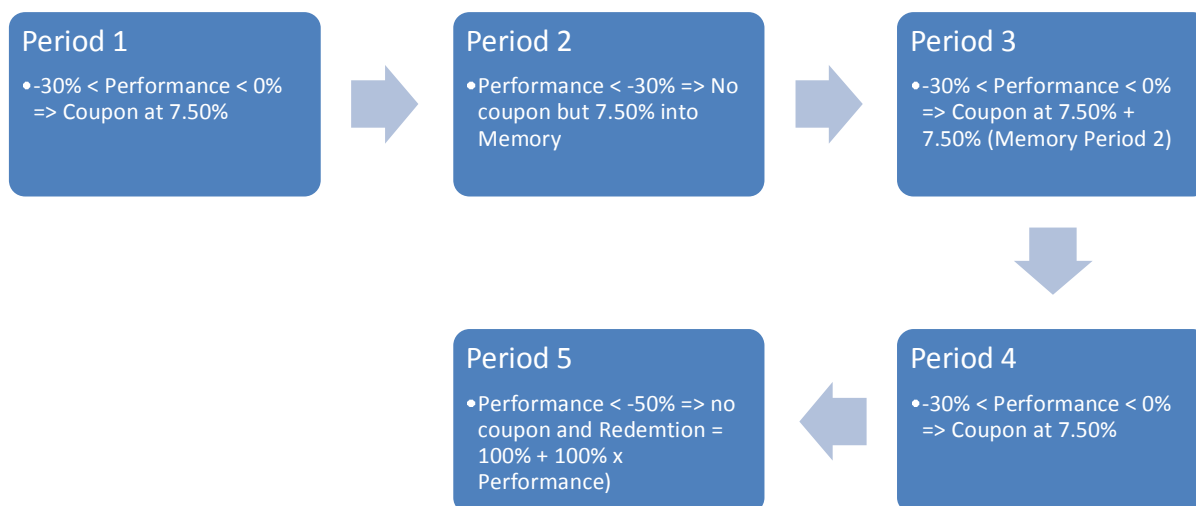 Period 1
•-30% < Performance < 0%
=> Coupon at 7.50%
Period 2
•Performance < -30% => No
coupon but 7.50% into
Memory
Period 3
•-30% < Performance < 0%
=> Coupon at 7.50% +
7.50% (Memory Period 2)
Period 4
•-30% < Performance < 0%
=> Coupon at 7.50%
Period 5
•Performance < -50% => no
coupon and Redemtion =
100% + 100% x
Performance)